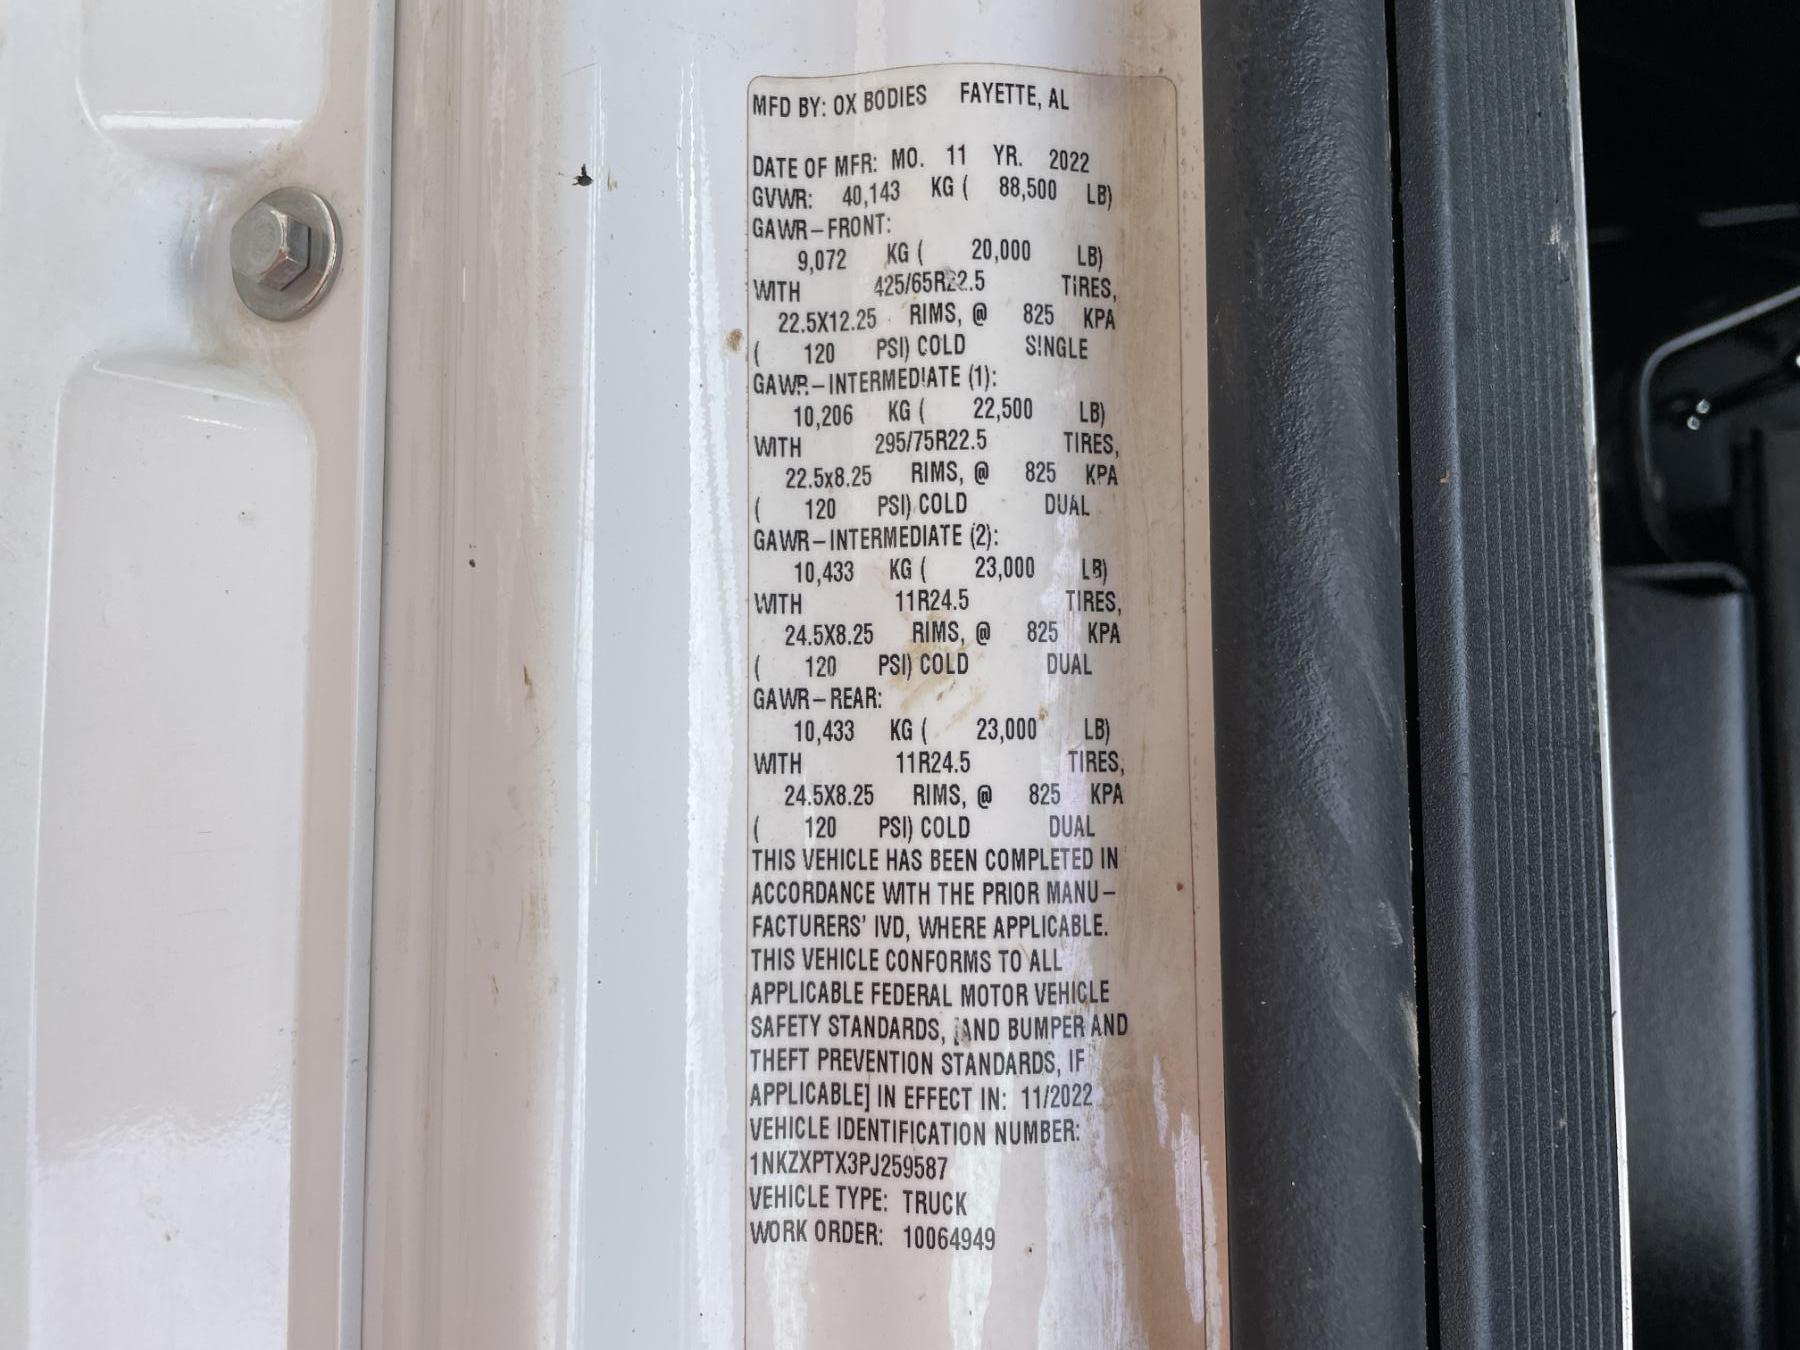 MFD BY: OX BODIES FAYETTE, AL
DATE OF MFR: MO. 11 YR. 2022
GVWR: 40,143 KG ( 88,500 LB)
GAWR-FRONT:
9,072 KG ( 20,000 LB)
WITH 425/65R22.5 TIRES,
22.5X12.25 RIMS, @ 825 KPA
( 120 PSI) COLD SINGLE
GAWR-INTERMEDIATE (1):
10,206 KG ( 22,500 LB)
WITH 295/75R22.5 TIRES,
22.5x8.25 RIMS, @ 825 KPA
( 120 PSI) COLD DUAL
GAWR-INTERMEDIATE (2):
10,433 KG ( 23,000 LB)
WITH 11R24.5 TIRES,
24.5X8.25 RIMS, @ 825 KPA
( 120 PSI) COLD DUAL
GAWR-REAR:
10,433 KG ( 23,000 LB)
WITH 11R24.5 TIRES,
24.5X8.25 RIMS, @ 825 KPA
( 120 PSI) COLD DUAL
THIS VEHICLE HAS BEEN COMPLETED IN
ACCORDANCE WITH THE PRIOR MANU-
FACTURERS' IVD, WHERE APPLICABLE.
THIS VEHICLE CONFORMS TO ALL
APPLICABLE FEDERAL MOTOR VEHICLE
SAFETY STANDARDS, [AND BUMPER AND
THEFT PREVENTION STANDARDS, IF
APPLICABLE] IN EFFECT IN: 11/2022
VEHICLE IDENTIFICATION NUMBER:
1NKZXPTX3PJ259587
VEHICLE TYPE: TRUCK
WORK ORDER: 10064949